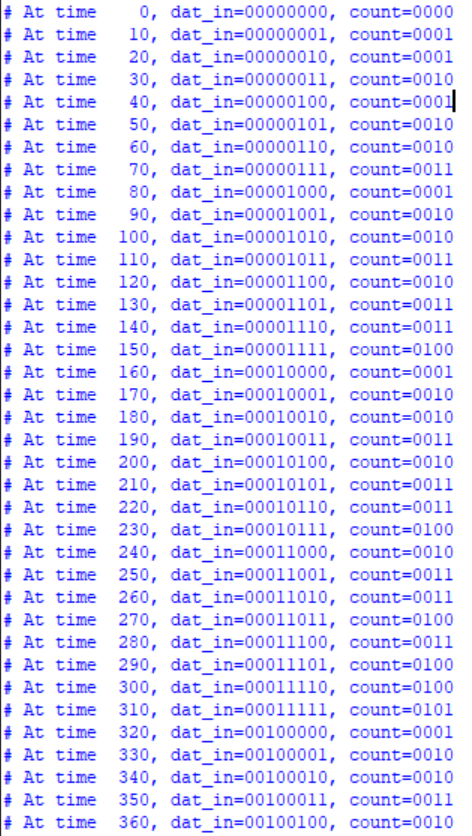 # At time    0, dat_in=00000000, count=0000
# At time   10, dat_in=00000001, count=0001
# At time   20, dat_in=00000010, count=0001
# At time   30, dat_in=00000011, count=0010
# At time   40, dat_in=00000100, count=0001
# At time   50, dat_in=00000101, count=0010
# At time   60, dat_in=00000110, count=0010
# At time   70, dat_in=00000111, count=0011
# At time   80, dat_in=00001000, count=0001
# At time   90, dat_in=00001001, count=0010
# At time  100, dat_in=00001010, count=0010
# At time  110, dat_in=00001011, count=0011
# At time  120, dat_in=00001100, count=0010
# At time  130, dat_in=00001101, count=0011
# At time  140, dat_in=00001110, count=0011
# At time  150, dat_in=00001111, count=0100
# At time  160, dat_in=00010000, count=0001
# At time  170, dat_in=00010001, count=0010
# At time  180, dat_in=00010010, count=0010
# At time  190, dat_in=00010011, count=0011
# At time  200, dat_in=00010100, count=0010
# At time  210, dat_in=00010101, count=0011
# At time  220, dat_in=00010110, count=0011
# At time  230, dat_in=00010111, count=0100
# At time  240, dat_in=00011000, count=0010
# At time  250, dat_in=00011001, count=0011
# At time  260, dat_in=00011010, count=0011
# At time  270, dat_in=00011011, count=0100
# At time  280, dat_in=00011100, count=0011
# At time  290, dat_in=00011101, count=0100
# At time  300, dat_in=00011110, count=0100
# At time  310, dat_in=00011111, count=0101
# At time  320, dat_in=00100000, count=0001
# At time  330, dat_in=00100001, count=0010
# At time  340, dat_in=00100010, count=0010
# At time  350, dat_in=00100011, count=0011
# At time  360, dat_in=00100100, count=0010